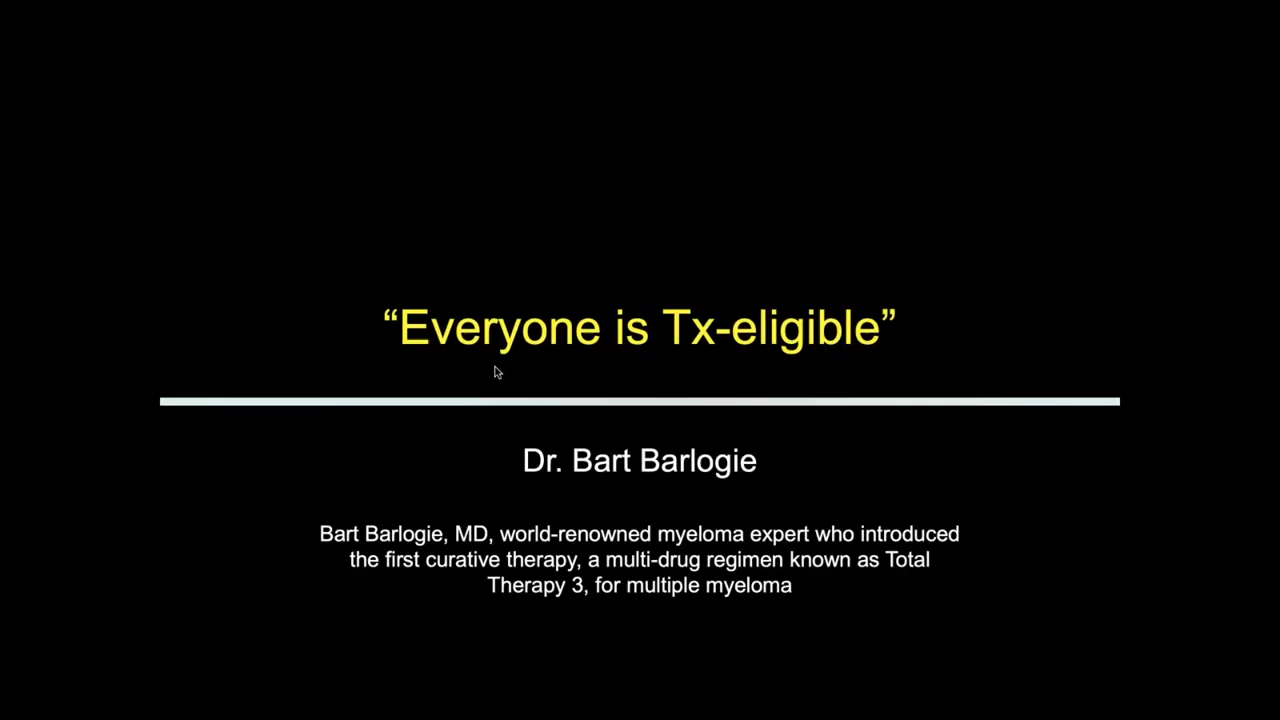 “Everyone is Tx-eligible”
Dr. Bart Barlogie
Bart Barlogie, MD, world-renowned myeloma expert who introduced
the first curative therapy, a multi-drug regimen known as Total
Therapy 3, for multiple myeloma